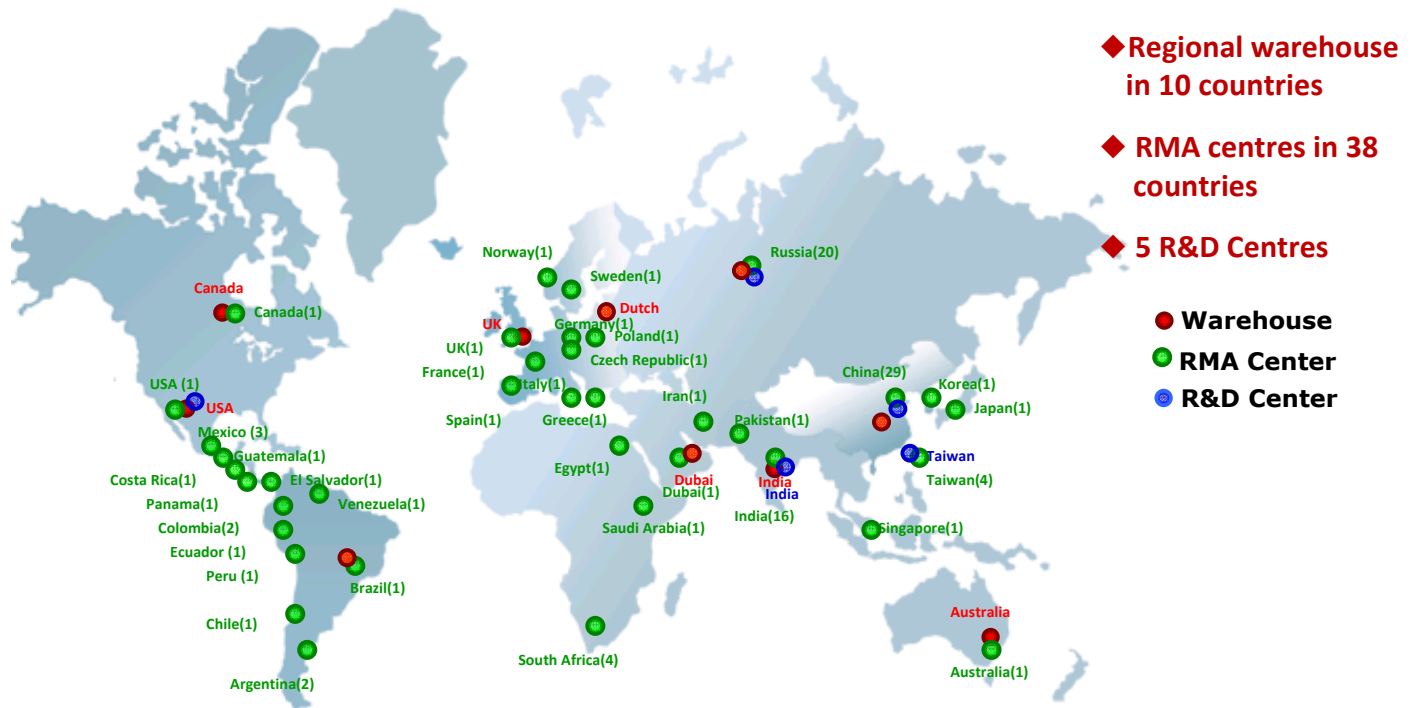 ◆Regional warehouse
in 10 countries
◆ RMA centres in 38
countries
◆ 5 R&D Centres
Warehouse
RMA Center
R&D Center
Norway(1)
Russia(20)
Sweden(1)
Canada
Canada(1)
Dutch
UK
Germany(1)
Poland(1)
UK(1)
Czech Republic(1)
France(1)
China(29)
USA (1)
Italy(1)
Korea(1)
Iran(1)
USA
Japan(1)
Spain(1)
Greece(1)
Pakistan(1)
Mexico (3)
Guatemala(1)
Taiwan
Egypt(1)
Costa Rica(1)
El Salvador(1)
Dubai
India
Taiwan(4)
Dubai(1)
India
Panama(1)
Venezuela(1)
India(16)
Colombia(2)
Saudi Arabia(1)
Singapore(1)
Ecuador (1)
Peru (1)
Brazil(1)
Australia
Chile(1)
South Africa(4)
Australia(1)
Argentina(2)